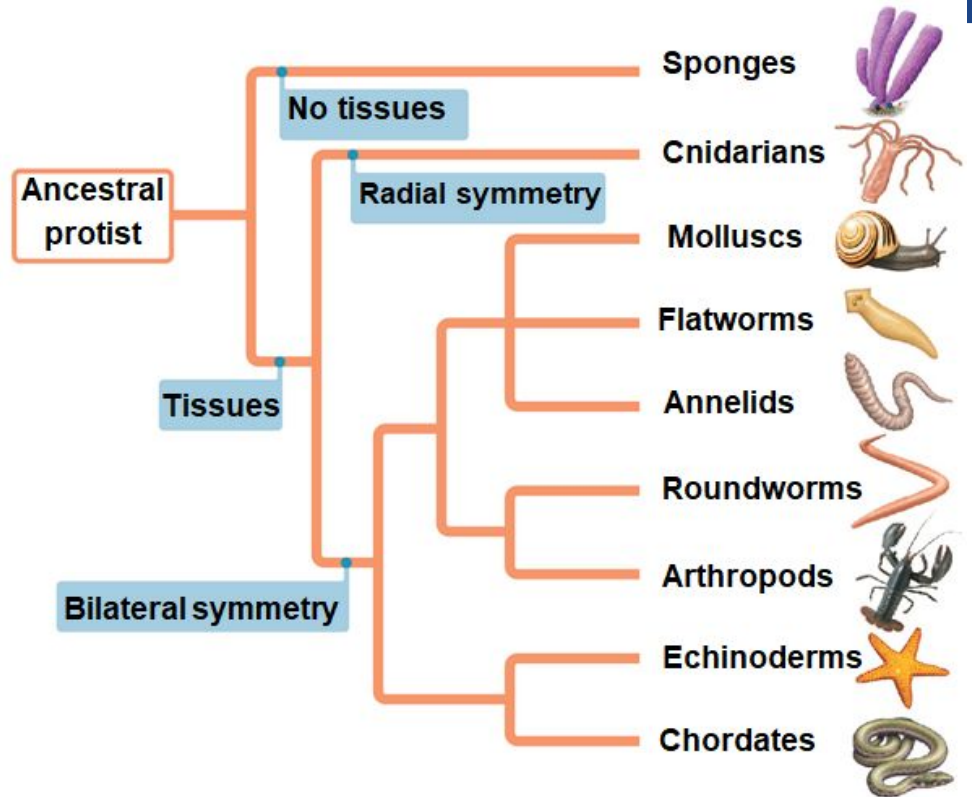 Sponges
No tissues
Cnidarians
Radial symmetry
Ancestral
protist
Molluscs
Flatworms
Annelids
Tissues
Roundworms
Arthropods
Bilateral symmetry
Echinoderms
Chordates